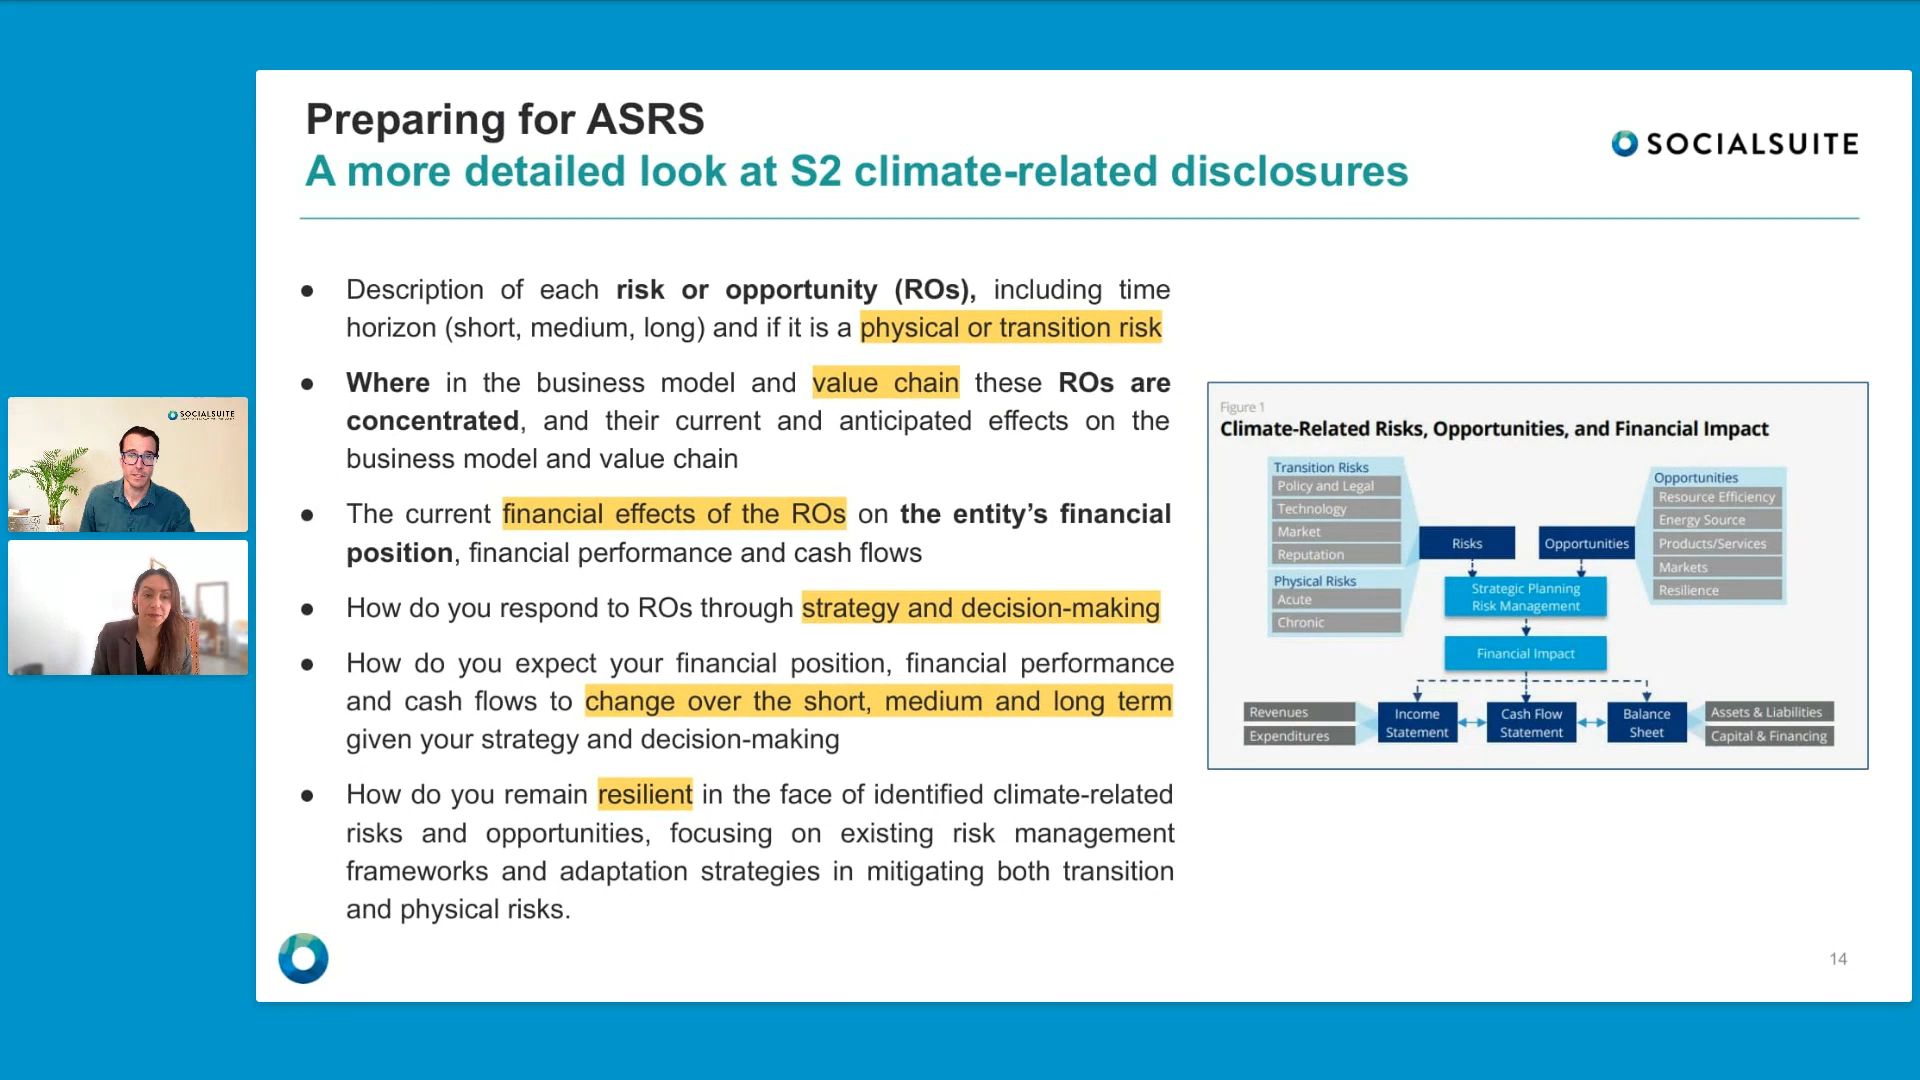 Preparing for ASRS
A more detailed look at S2 climate-related disclosures
SOCIALSUITE
● Description of each risk or opportunity (ROs), including time
horizon (short, medium, long) and if it is a physical or transition risk
● Where in the business model and value chain these ROs are
concentrated, and their current and anticipated effects on the
business model and value chain
● The current financial effects of the ROs on the entity's financial
position, financial performance and cash flows
● How do you respond to ROs through strategy and decision-making
● How do you expect your financial position, financial performance
and cash flows to change over the short, medium and long term
given your strategy and decision-making
● How do you remain resilient in the face of identified climate-related
risks and opportunities, focusing on existing risk management
frameworks and adaptation strategies in mitigating both transition
and physical risks.
Figure 1
Climate-Related Risks, Opportunities, and Financial Impact
Transition Risks
Policy and Legal
Technology
Market
Reputation
Physical Risks
Acute
Chronic
Risks
Opportunities
Opportunities
Resource Efficiency
Energy Source
Products/Services
Markets
Resilience
Strategic Planning
Risk Management
Financial Impact
Revenues
Expenditures
Income
Statement
Cash Flow
Statement
Balance
Sheet
Assets & Liabilities
Capital & Financing
14
SOCIALSUITE